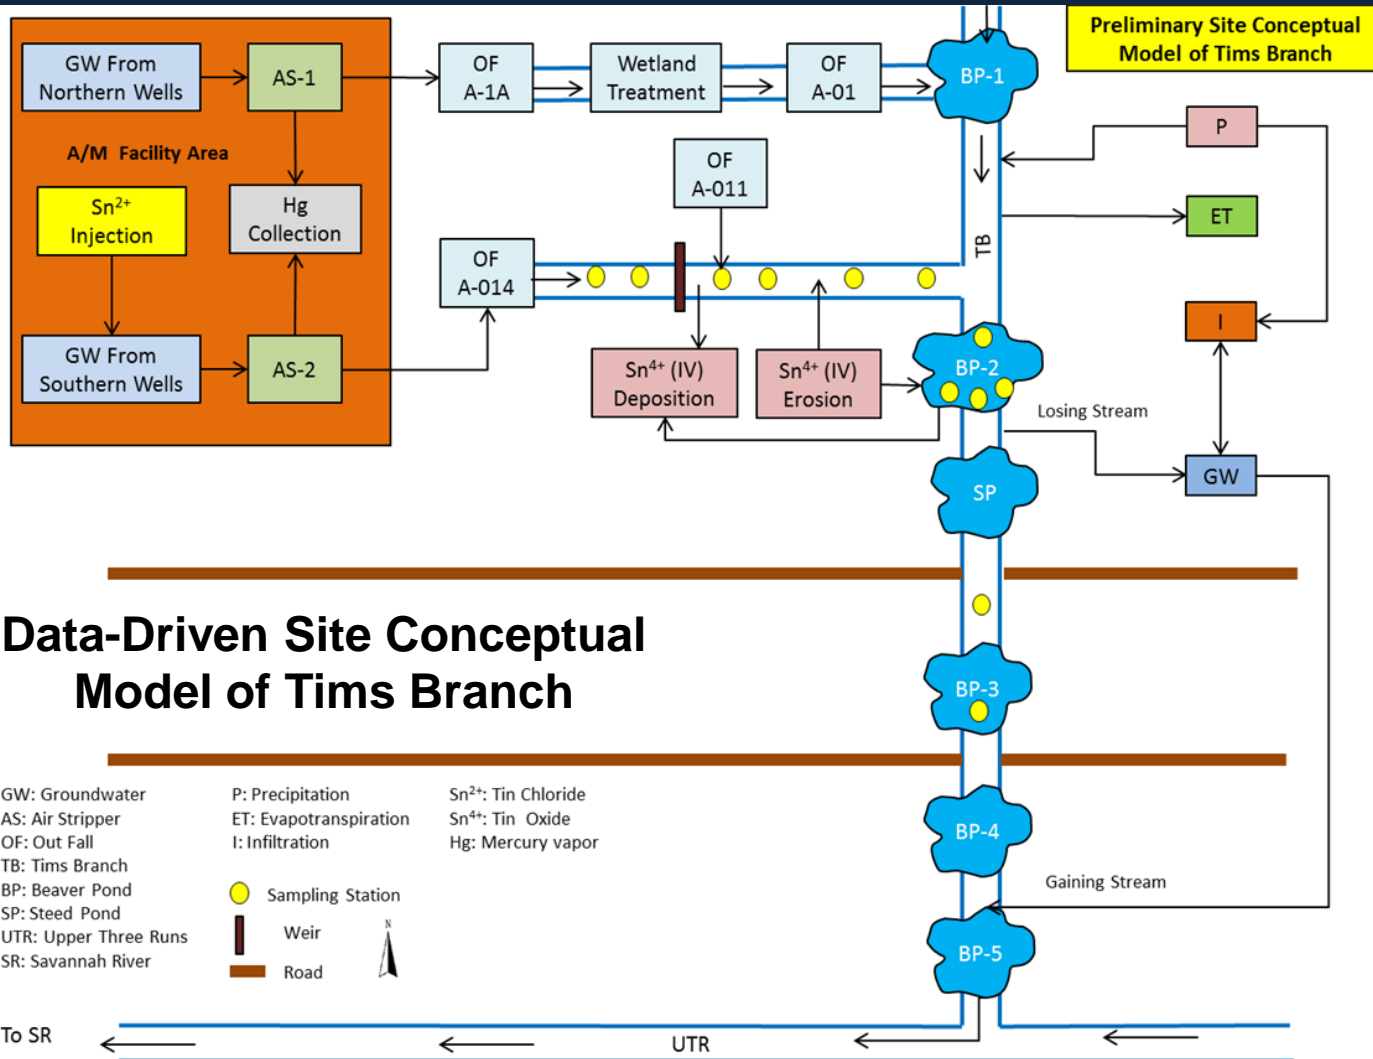 Preliminary Site Conceptual
Model of Tims Branch
GW From
Northern Wells
AS-1
OF
A-1A
Wetland
Treatment
OF
A-01
BP-1
P
A/M Facility Area
OF
A-011
Sn²⁺
Injection
Hg
Collection
ET
TB
OF
A-014
I
GW From
Southern Wells
AS-2
Sn⁴⁺ (IV)
Deposition
Sn⁴⁺ (IV)
Erosion
BP-2
Losing Stream
GW
SP
Data-Driven Site Conceptual
Model of Tims Branch
BP-3
GW: Groundwater
AS: Air Stripper
OF: Out Fall
TB: Tims Branch
BP: Beaver Pond
SP: Steed Pond
UTR: Upper Three Runs
SR: Savannah River
P: Precipitation
ET: Evapotranspiration
I: Infiltration
Sn²⁺: Tin Chloride
Sn⁴⁺: Tin Oxide
Hg: Mercury vapor
Sampling Station
Weir
Road
N
BP-4
Gaining Stream
BP-5
To SR
UTR